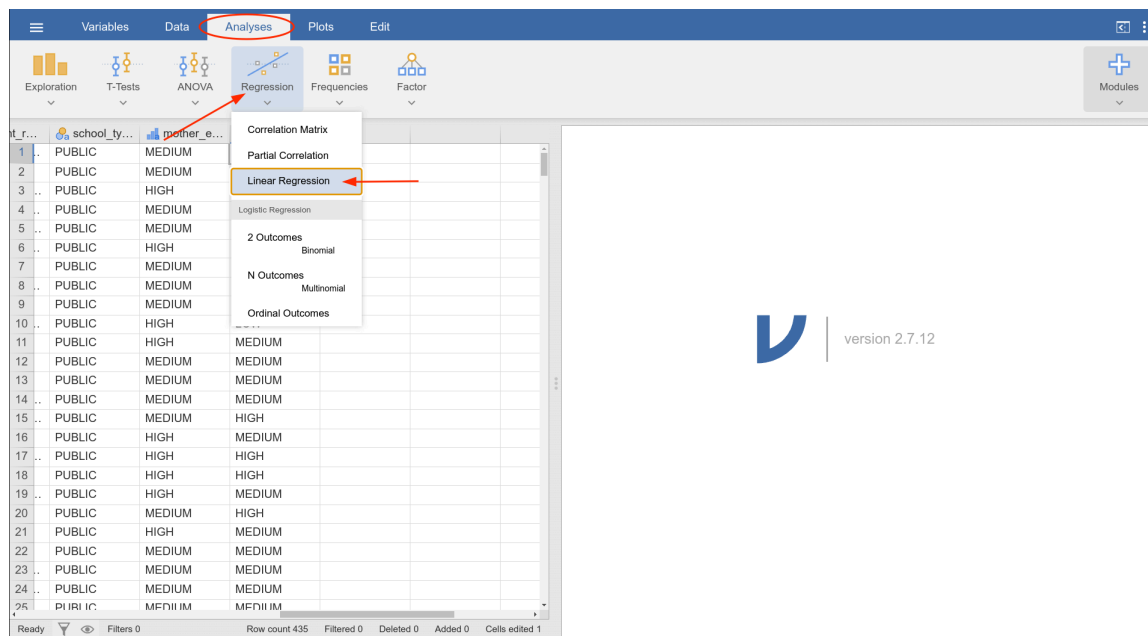 Variables Data Analyses Plots Edit
Exploration T-Tests ANOVA Regression Frequencies Factor Modules
Correlation Matrix
Partial Correlation
Linear Regression
Logistic Regression
2 Outcomes
Binomial
N Outcomes
Multinomial
Ordinal Outcomes
nt_r... school_ty... mother_e...
1 .. PUBLIC MEDIUM
2 PUBLIC MEDIUM
3 .. PUBLIC HIGH
4 .. PUBLIC MEDIUM
5 .. PUBLIC MEDIUM
6 .. PUBLIC HIGH
7 PUBLIC MEDIUM
8 .. PUBLIC MEDIUM
9 PUBLIC MEDIUM
10 .. PUBLIC HIGH
11 PUBLIC HIGH MEDIUM
12 PUBLIC MEDIUM MEDIUM
13 PUBLIC MEDIUM MEDIUM
14 .. PUBLIC MEDIUM MEDIUM
15 .. PUBLIC MEDIUM HIGH
16 PUBLIC HIGH MEDIUM
17 .. PUBLIC HIGH HIGH
18 PUBLIC HIGH HIGH
19 .. PUBLIC HIGH MEDIUM
20 PUBLIC MEDIUM HIGH
21 PUBLIC HIGH MEDIUM
22 PUBLIC MEDIUM MEDIUM
23 .. PUBLIC MEDIUM MEDIUM
24 .. PUBLIC MEDIUM MEDIUM
25 PUBLIC MEDIUM MEDIUM
version 2.7.12
Ready Filters 0 Row count 435 Filtered 0 Deleted 0 Added 0 Cells edited 1